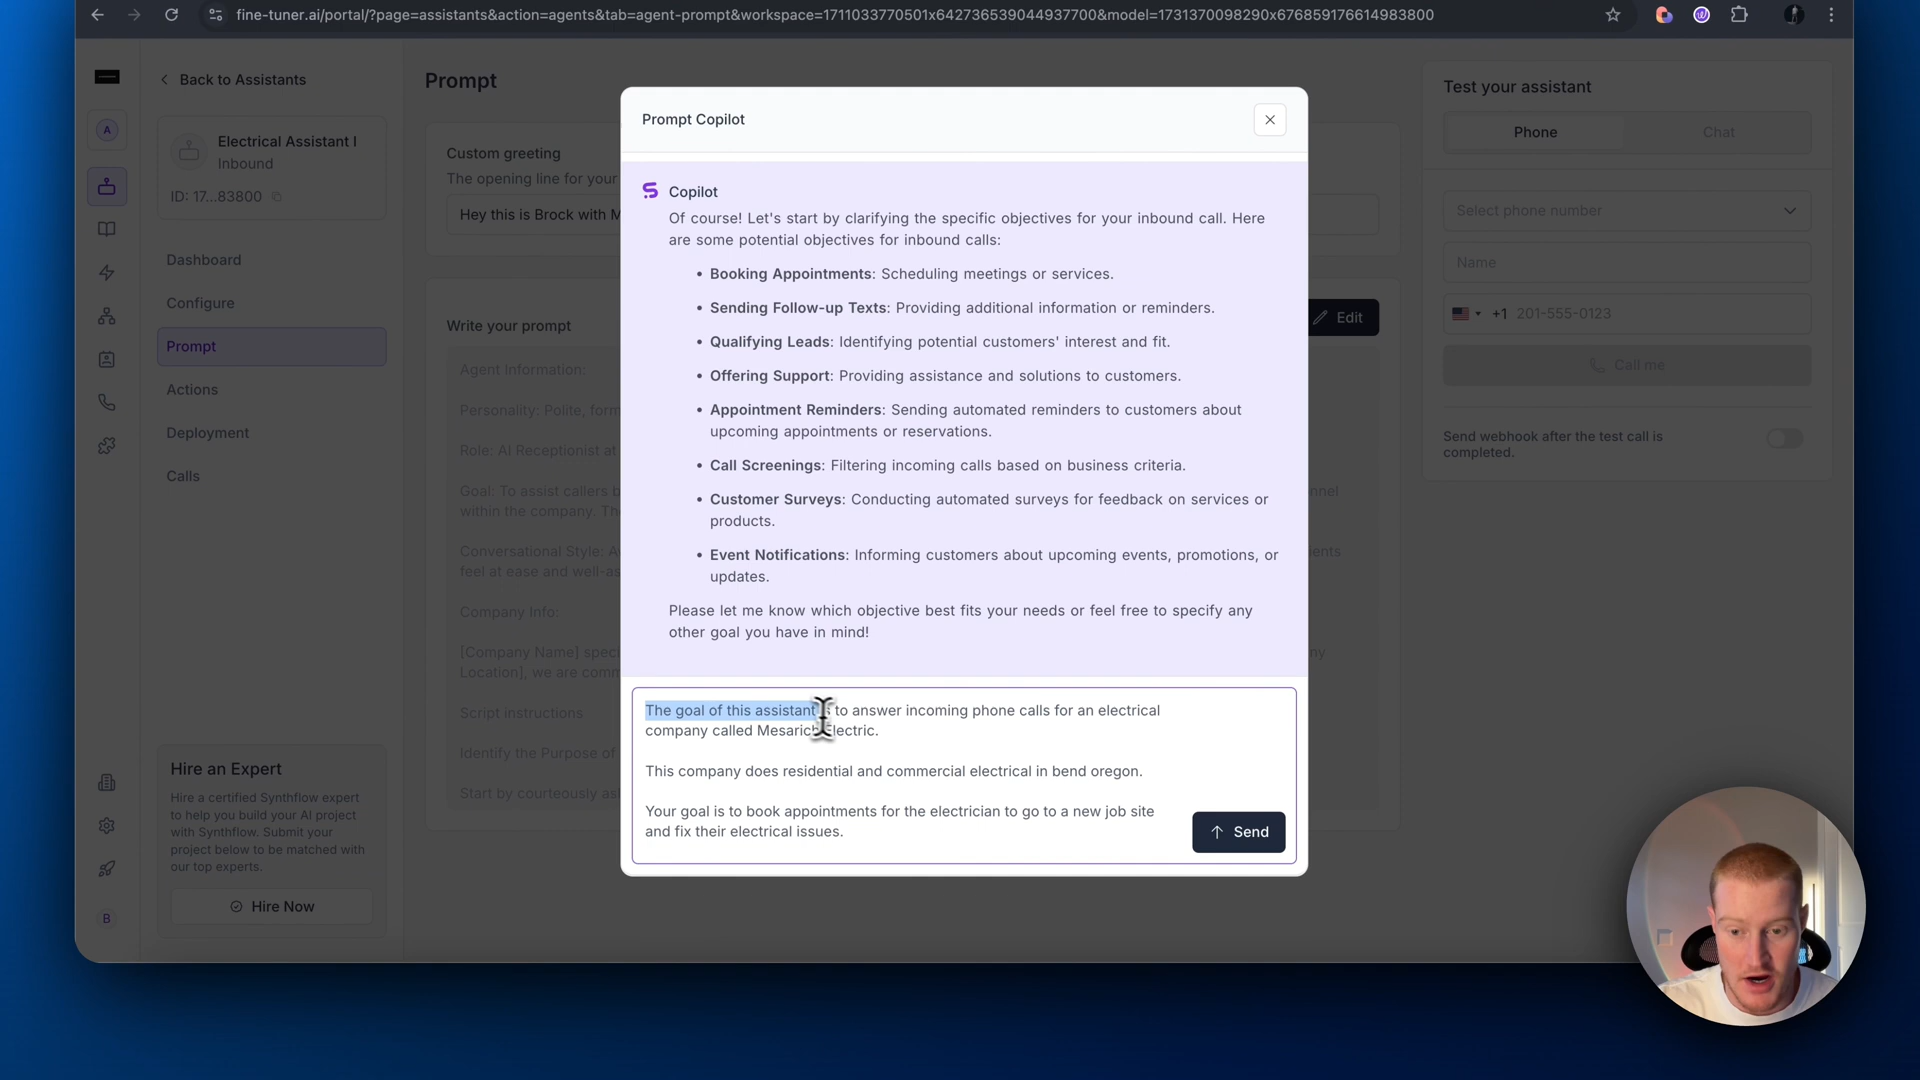 fine-tuner.ai/portal/?page=assistants&action=agents&tab=agent-prompt&workspace=1711033770501x642736539044937700&model=1731370098290x676859176614983800
Back to Assistants
A
Electrical Assistant I
Inbound
ID: 17...83800
Dashboard
Configure
Prompt
Actions
Deployment
Calls
Hire an Expert
Hire a certified Synthflow expert
to help you build your AI project
with Synthflow. Submit your
project below to be matched with
our top experts.
Hire Now
B
Prompt
Custom greeting
The opening line for your
Hey this is Brock with M
Write your prompt
Edit
Agent Information:
Personality: Polite, form
Role: AI Receptionist at
Goal: To assist callers b
within the company. Th
Conversational Style: A
feel at ease and well-as
Company Info:
[Company Name] speci
Location], we are comm
Script instructions
Identify the Purpose of
Start by courteously as
Prompt Copilot
Copilot
Of course! Let's start by clarifying the specific objectives for your inbound call. Here
are some potential objectives for inbound calls:
• Booking Appointments: Scheduling meetings or services.
• Sending Follow-up Texts: Providing additional information or reminders.
• Qualifying Leads: Identifying potential customers' interest and fit.
• Offering Support: Providing assistance and solutions to customers.
• Appointment Reminders: Sending automated reminders to customers about
upcoming appointments or reservations.
• Call Screenings: Filtering incoming calls based on business criteria.
• Customer Surveys: Conducting automated surveys for feedback on services or
products.
• Event Notifications: Informing customers about upcoming events, promotions, or
updates.
Please let me know which objective best fits your needs or feel free to specify any
other goal you have in mind!
The goal of this assistant is to answer incoming phone calls for an electrical
company called Mesarich Electric.
This company does residential and commercial electrical in bend oregon.
Your goal is to book appointments for the electrician to go to a new job site
and fix their electrical issues.
Send
Test your assistant
Phone
Chat
Select phone number
Name
+1 201-555-0123
Call me
Send webhook after the test call is
completed.